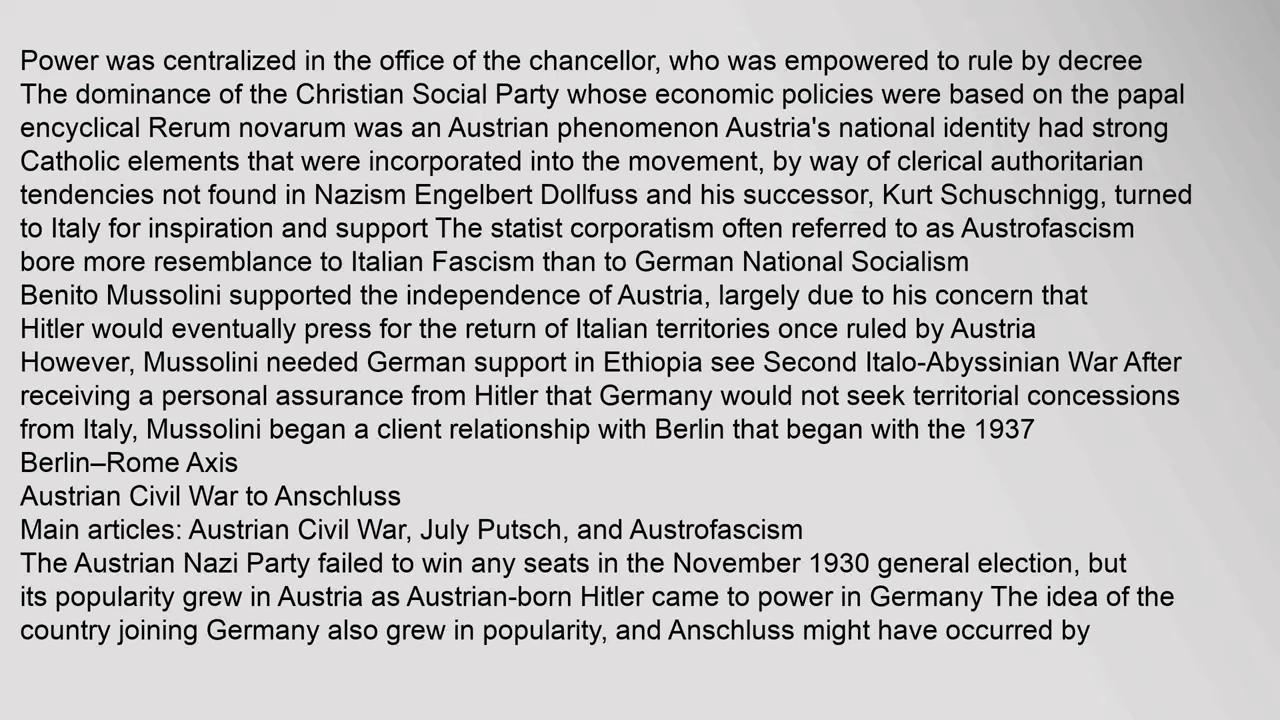 Power was centralized in the office of the chancellor, who was empowered to rule by decree
The dominance of the Christian Social Party whose economic policies were based on the papal
encyclical Rerum novarum was an Austrian phenomenon Austria's national identity had strong
Catholic elements that were incorporated into the movement, by way of clerical authoritarian
tendencies not found in Nazism Engelbert Dollfuss and his successor, Kurt Schuschnigg, turned
to Italy for inspiration and support The statist corporatism often referred to as Austrofascism
bore more resemblance to Italian Fascism than to German National Socialism
Benito Mussolini supported the independence of Austria, largely due to his concern that
Hitler would eventually press for the return of Italian territories once ruled by Austria
However, Mussolini needed German support in Ethiopia see Second Italo-Abyssinian War After
receiving a personal assurance from Hitler that Germany would not seek territorial concessions
from Italy, Mussolini began a client relationship with Berlin that began with the 1937
Berlin–Rome Axis
Austrian Civil War to Anschluss
Main articles: Austrian Civil War, July Putsch, and Austrofascism
The Austrian Nazi Party failed to win any seats in the November 1930 general election, but
its popularity grew in Austria as Austrian-born Hitler came to power in Germany The idea of the
country joining Germany also grew in popularity, and Anschluss might have occurred by